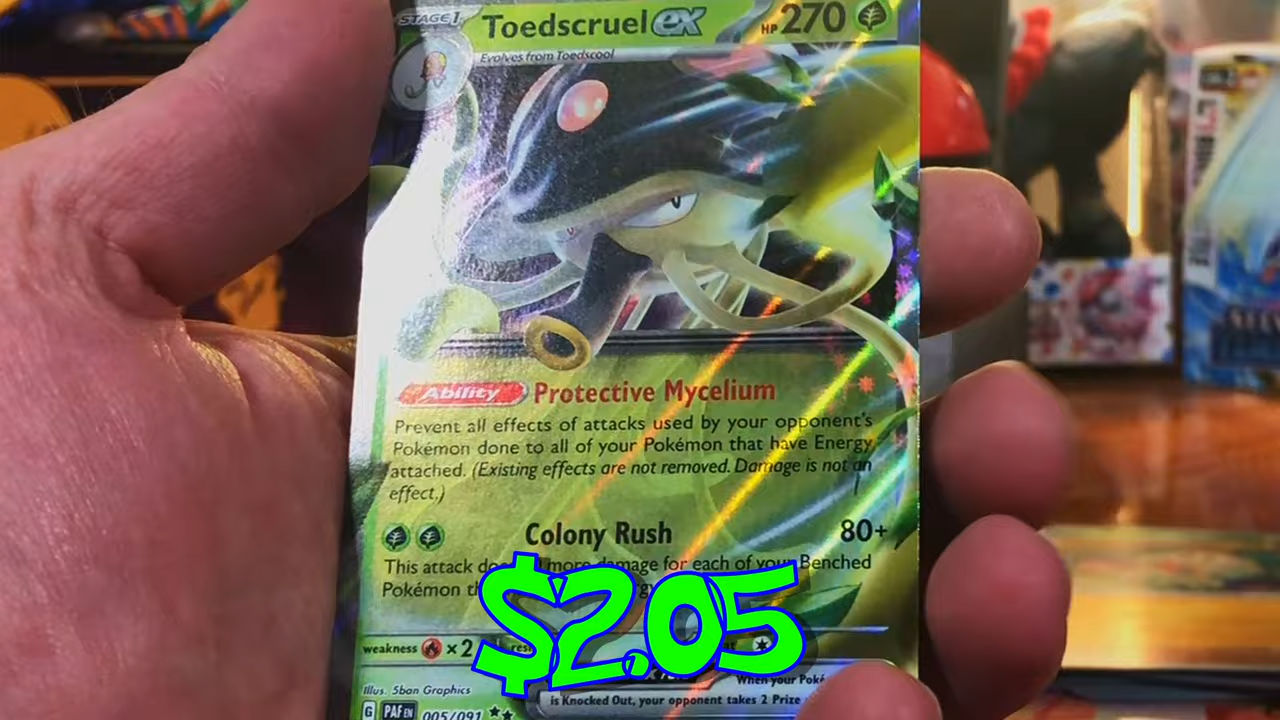 STAGE 1 Toedscruel ex HP 270
Evolves from Toedscool
Ability Protective Mycelium
Prevent all effects of attacks used by your opponent's
Pokémon done to all of your Pokémon that have Energy
attached. (Existing effects are not removed. Damage is not an
effect.)
Colony Rush 80+
This attack do more damage for each of your Benched
Pokémon th
$2.05
weakness ×2
Illus. 5ban Graphics
When your Poké
is Knocked Out, your opponent takes 2 Prize
G PAF EN 005/091